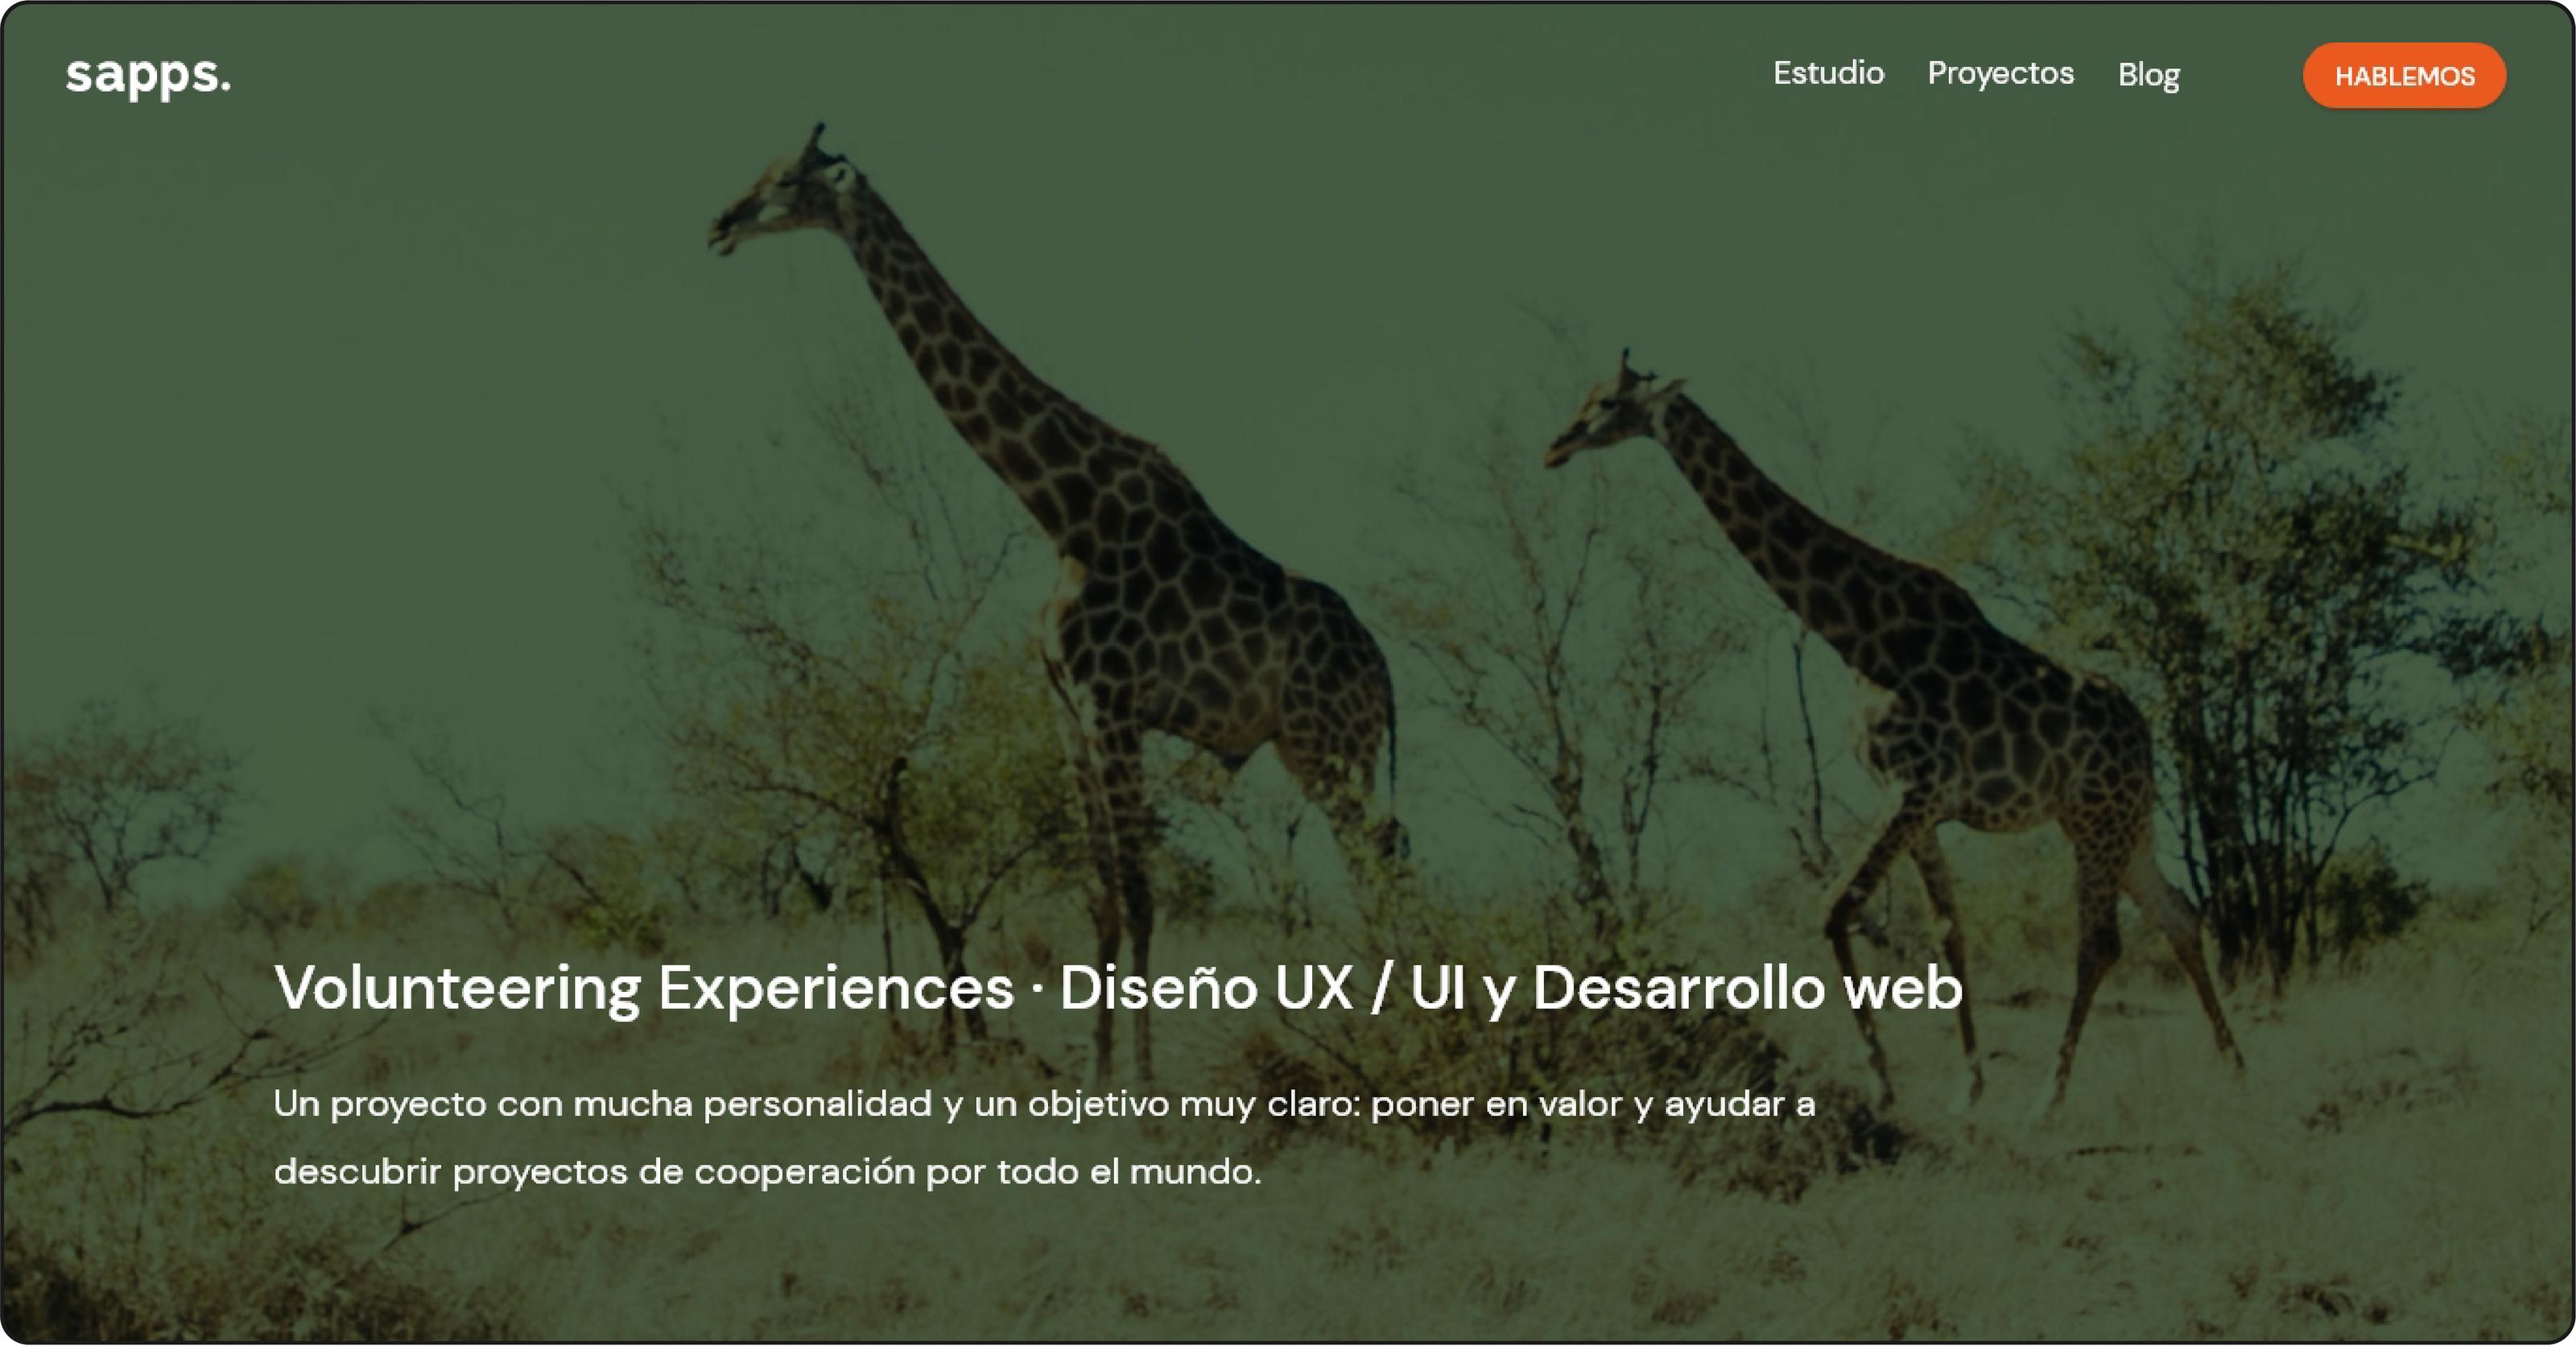 sapps.
Estudio
Proyectos
Blog
HABLEMOS
Volunteering Experiences · Diseño UX / UI y Desarrollo web
Un proyecto con mucha personalidad y un objetivo muy claro: poner en valor y ayudar a
descubrir proyectos de cooperación por todo el mundo.